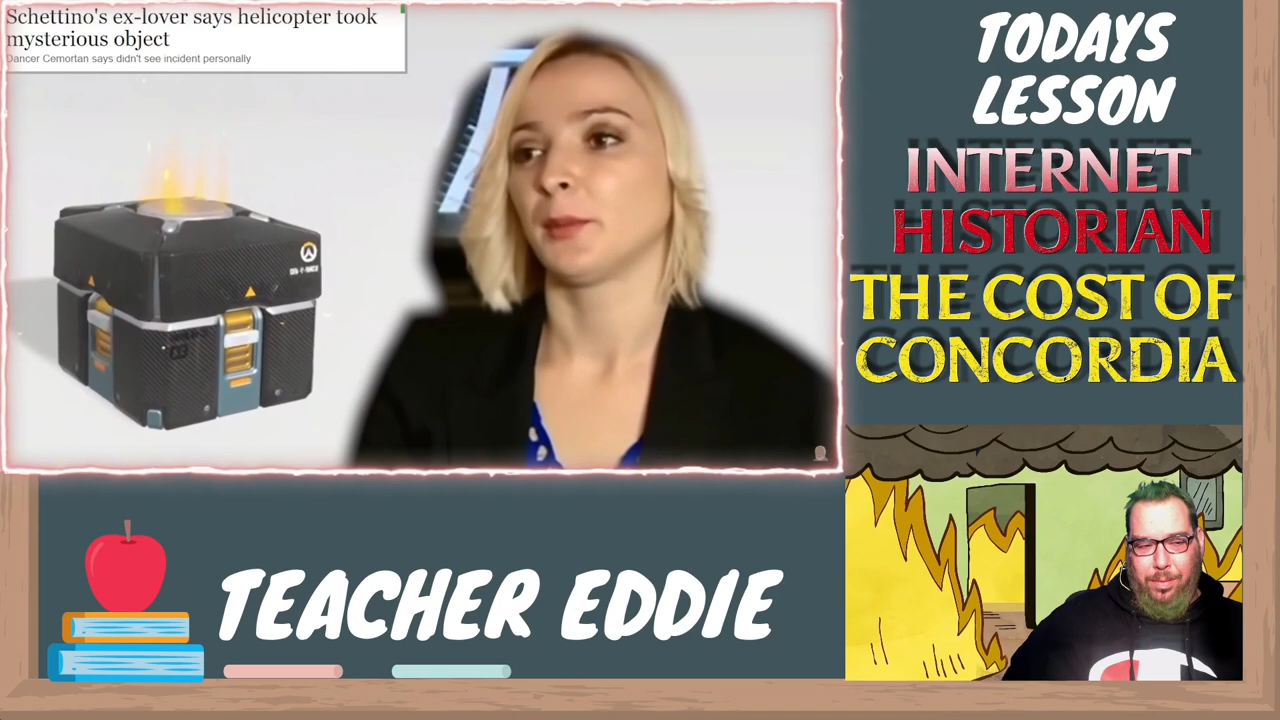 Schettino's ex-lover says helicopter took
mysterious object
Dancer Cemortan says didn't see incident personally
TODAYS
LESSON
INTERNET
HISTORIAN
THE COST OF
CONCORDIA
TEACHER EDDIE